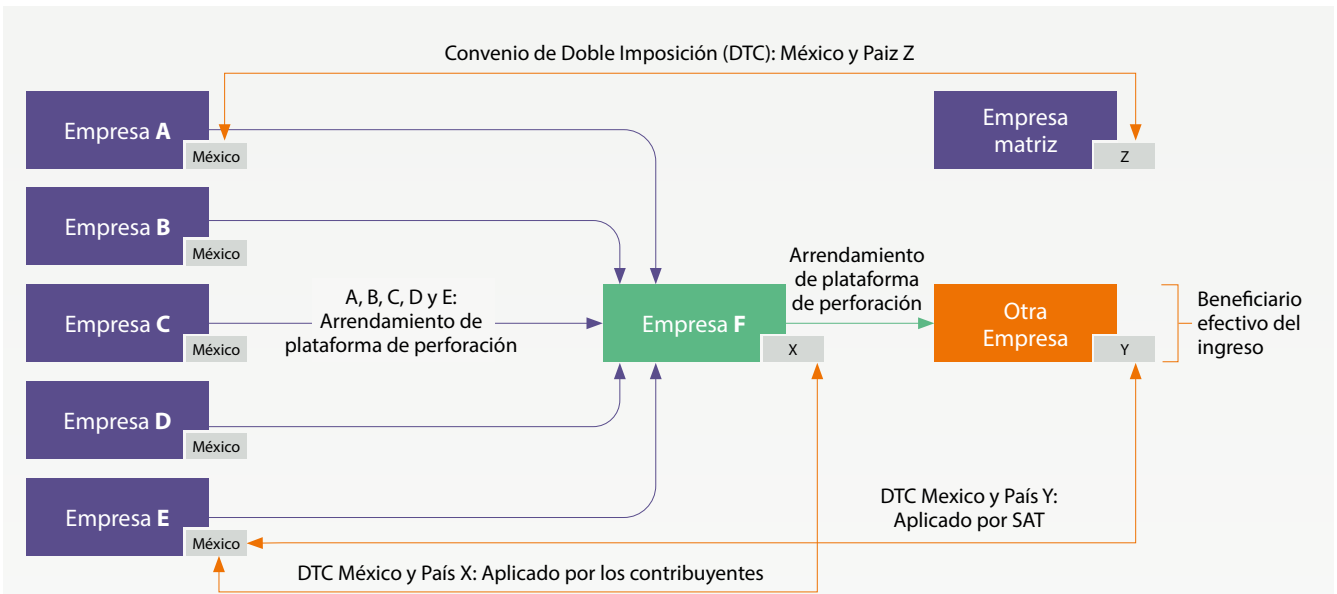 Convenio de Doble Imposición (DTC): México y Paiz Z
Empresa A
México
Empresa
matriz
Z
Empresa B
México
A, B, C, D y E:
Arrendamiento de
plataforma de perforación
Empresa C
México
Empresa F
X
Arrendamiento
de plataforma
de perforación
Otra
Empresa
Y
Beneficiario
efectivo del
ingreso
Empresa D
México
Empresa E
México
DTC Mexico y País Y:
Aplicado por SAT
DTC México y País X: Aplicado por los contribuyentes